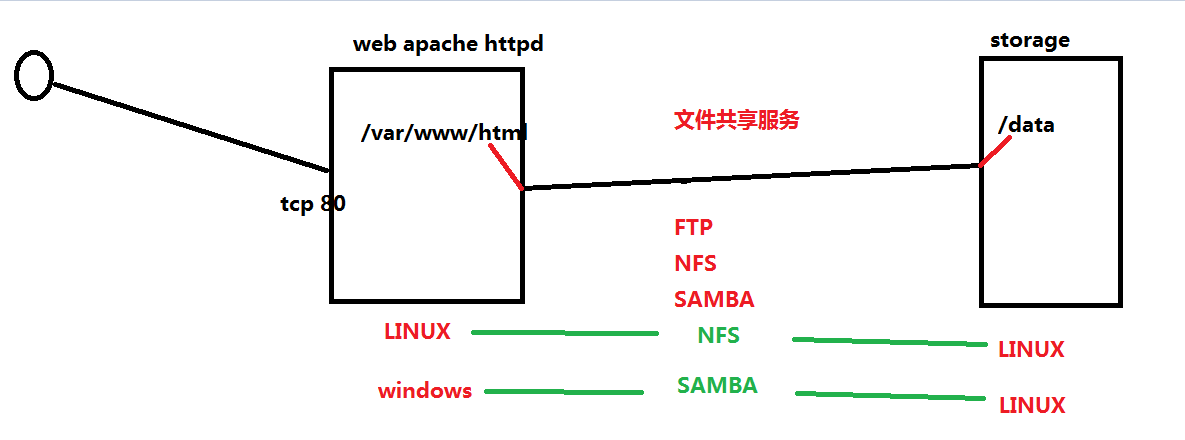 web apache httpd
storage
/var/www/html
文件共享服务
/data
tcp 80
FTP
NFS
SAMBA
LINUX NFS LINUX
windows SAMBA LINUX